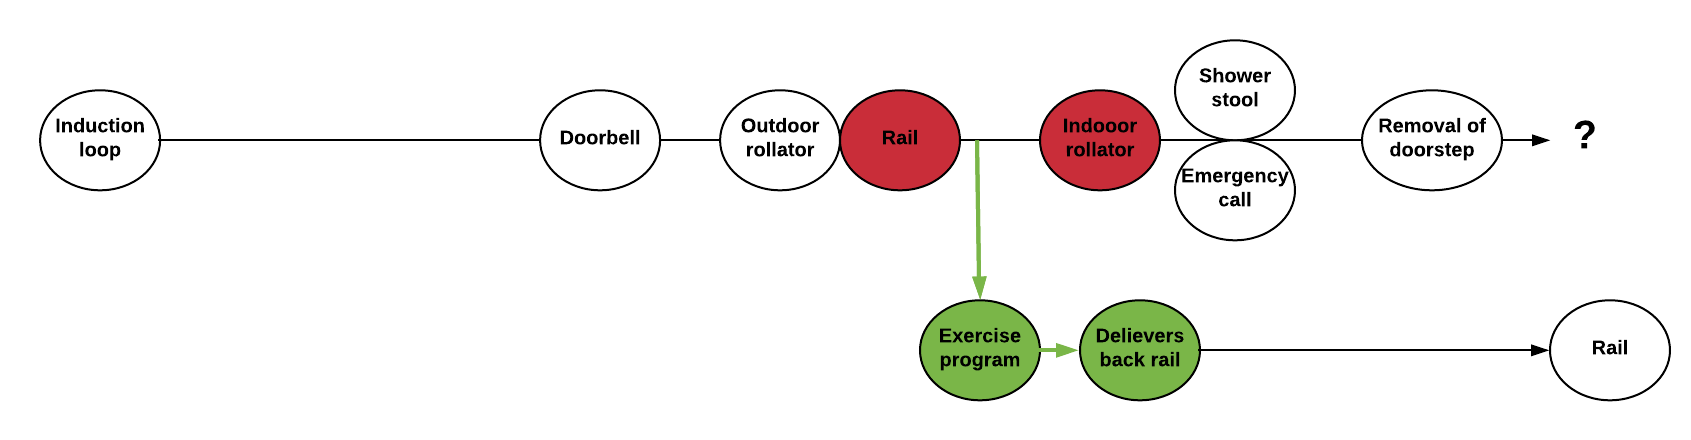 Induction
loop
Doorbell
Outdoor
rollator
Rail
Indooor
rollator
Shower
stool
Emergency
call
Removal of
doorstep
?
Exercise
program
Delievers
back rail
Rail